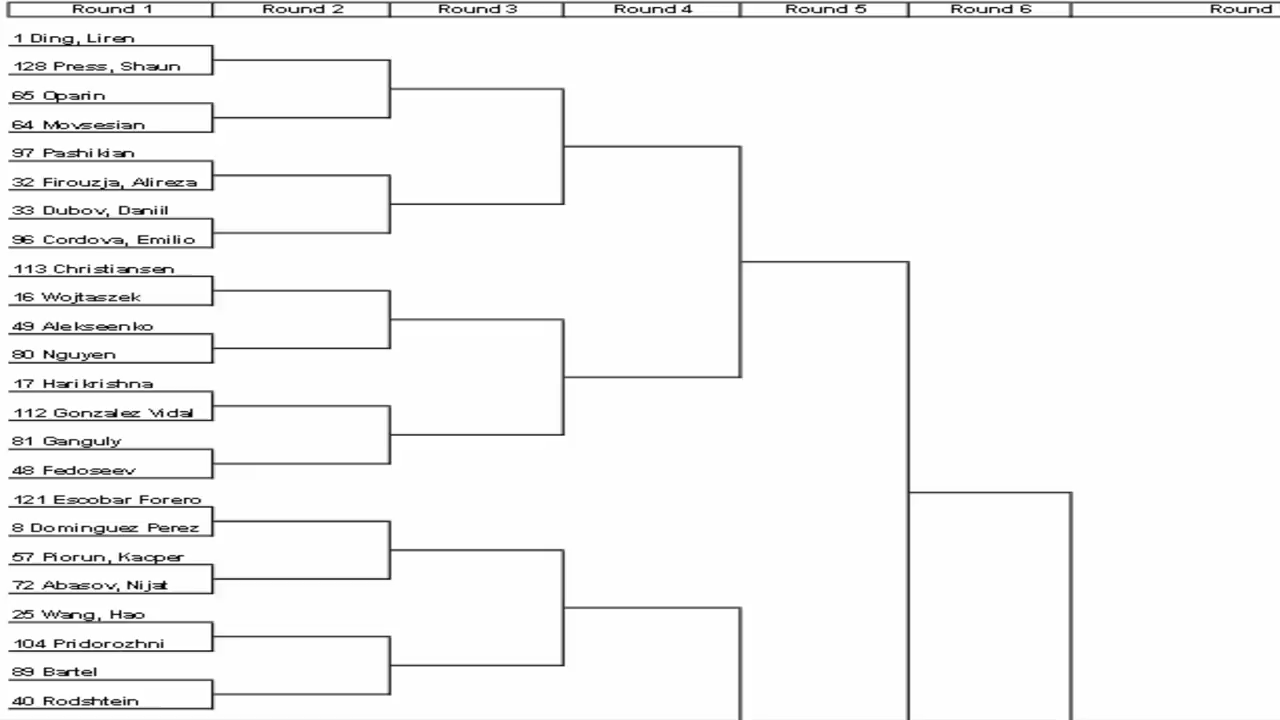 Round 1 Round 2 Round 3 Round 4 Round 5 Round 6 Round
1 Ding, Liren
128 Press, Shaun
65 Oparin
64 Movsesian
97 Pashikian
32 Firouzja, Alireza
33 Dubov, Daniil
96 Cordova, Emilio
113 Christiansen
16 Wojtaszek
49 Alekseenko
80 Nguyen
17 Harikrishna
112 Gonzalez Vidal
81 Ganguly
48 Fedoseev
121 Escobar Forero
8 Dominguez Perez
57 Piorun, Kacper
72 Abasov, Nijat
25 Wang, Hao
104 Pridorozhni
89 Bartel
40 Rodshtein